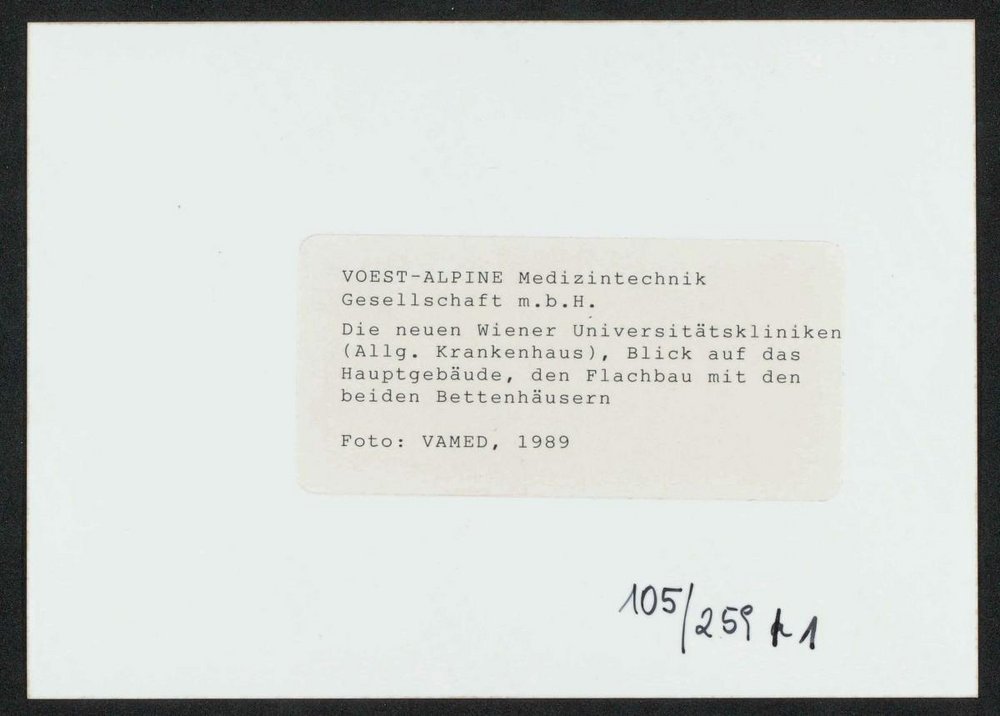 VOEST-ALPINE Medizintechnik
Gesellschaft m.b.H.
Die neuen Wiener Universitätskliniken
(Allg. Krankenhaus), Blick auf das
Hauptgebäude, den Flachbau mit den
beiden Bettenhäusern
Foto: VAMED, 1989
105/259 1